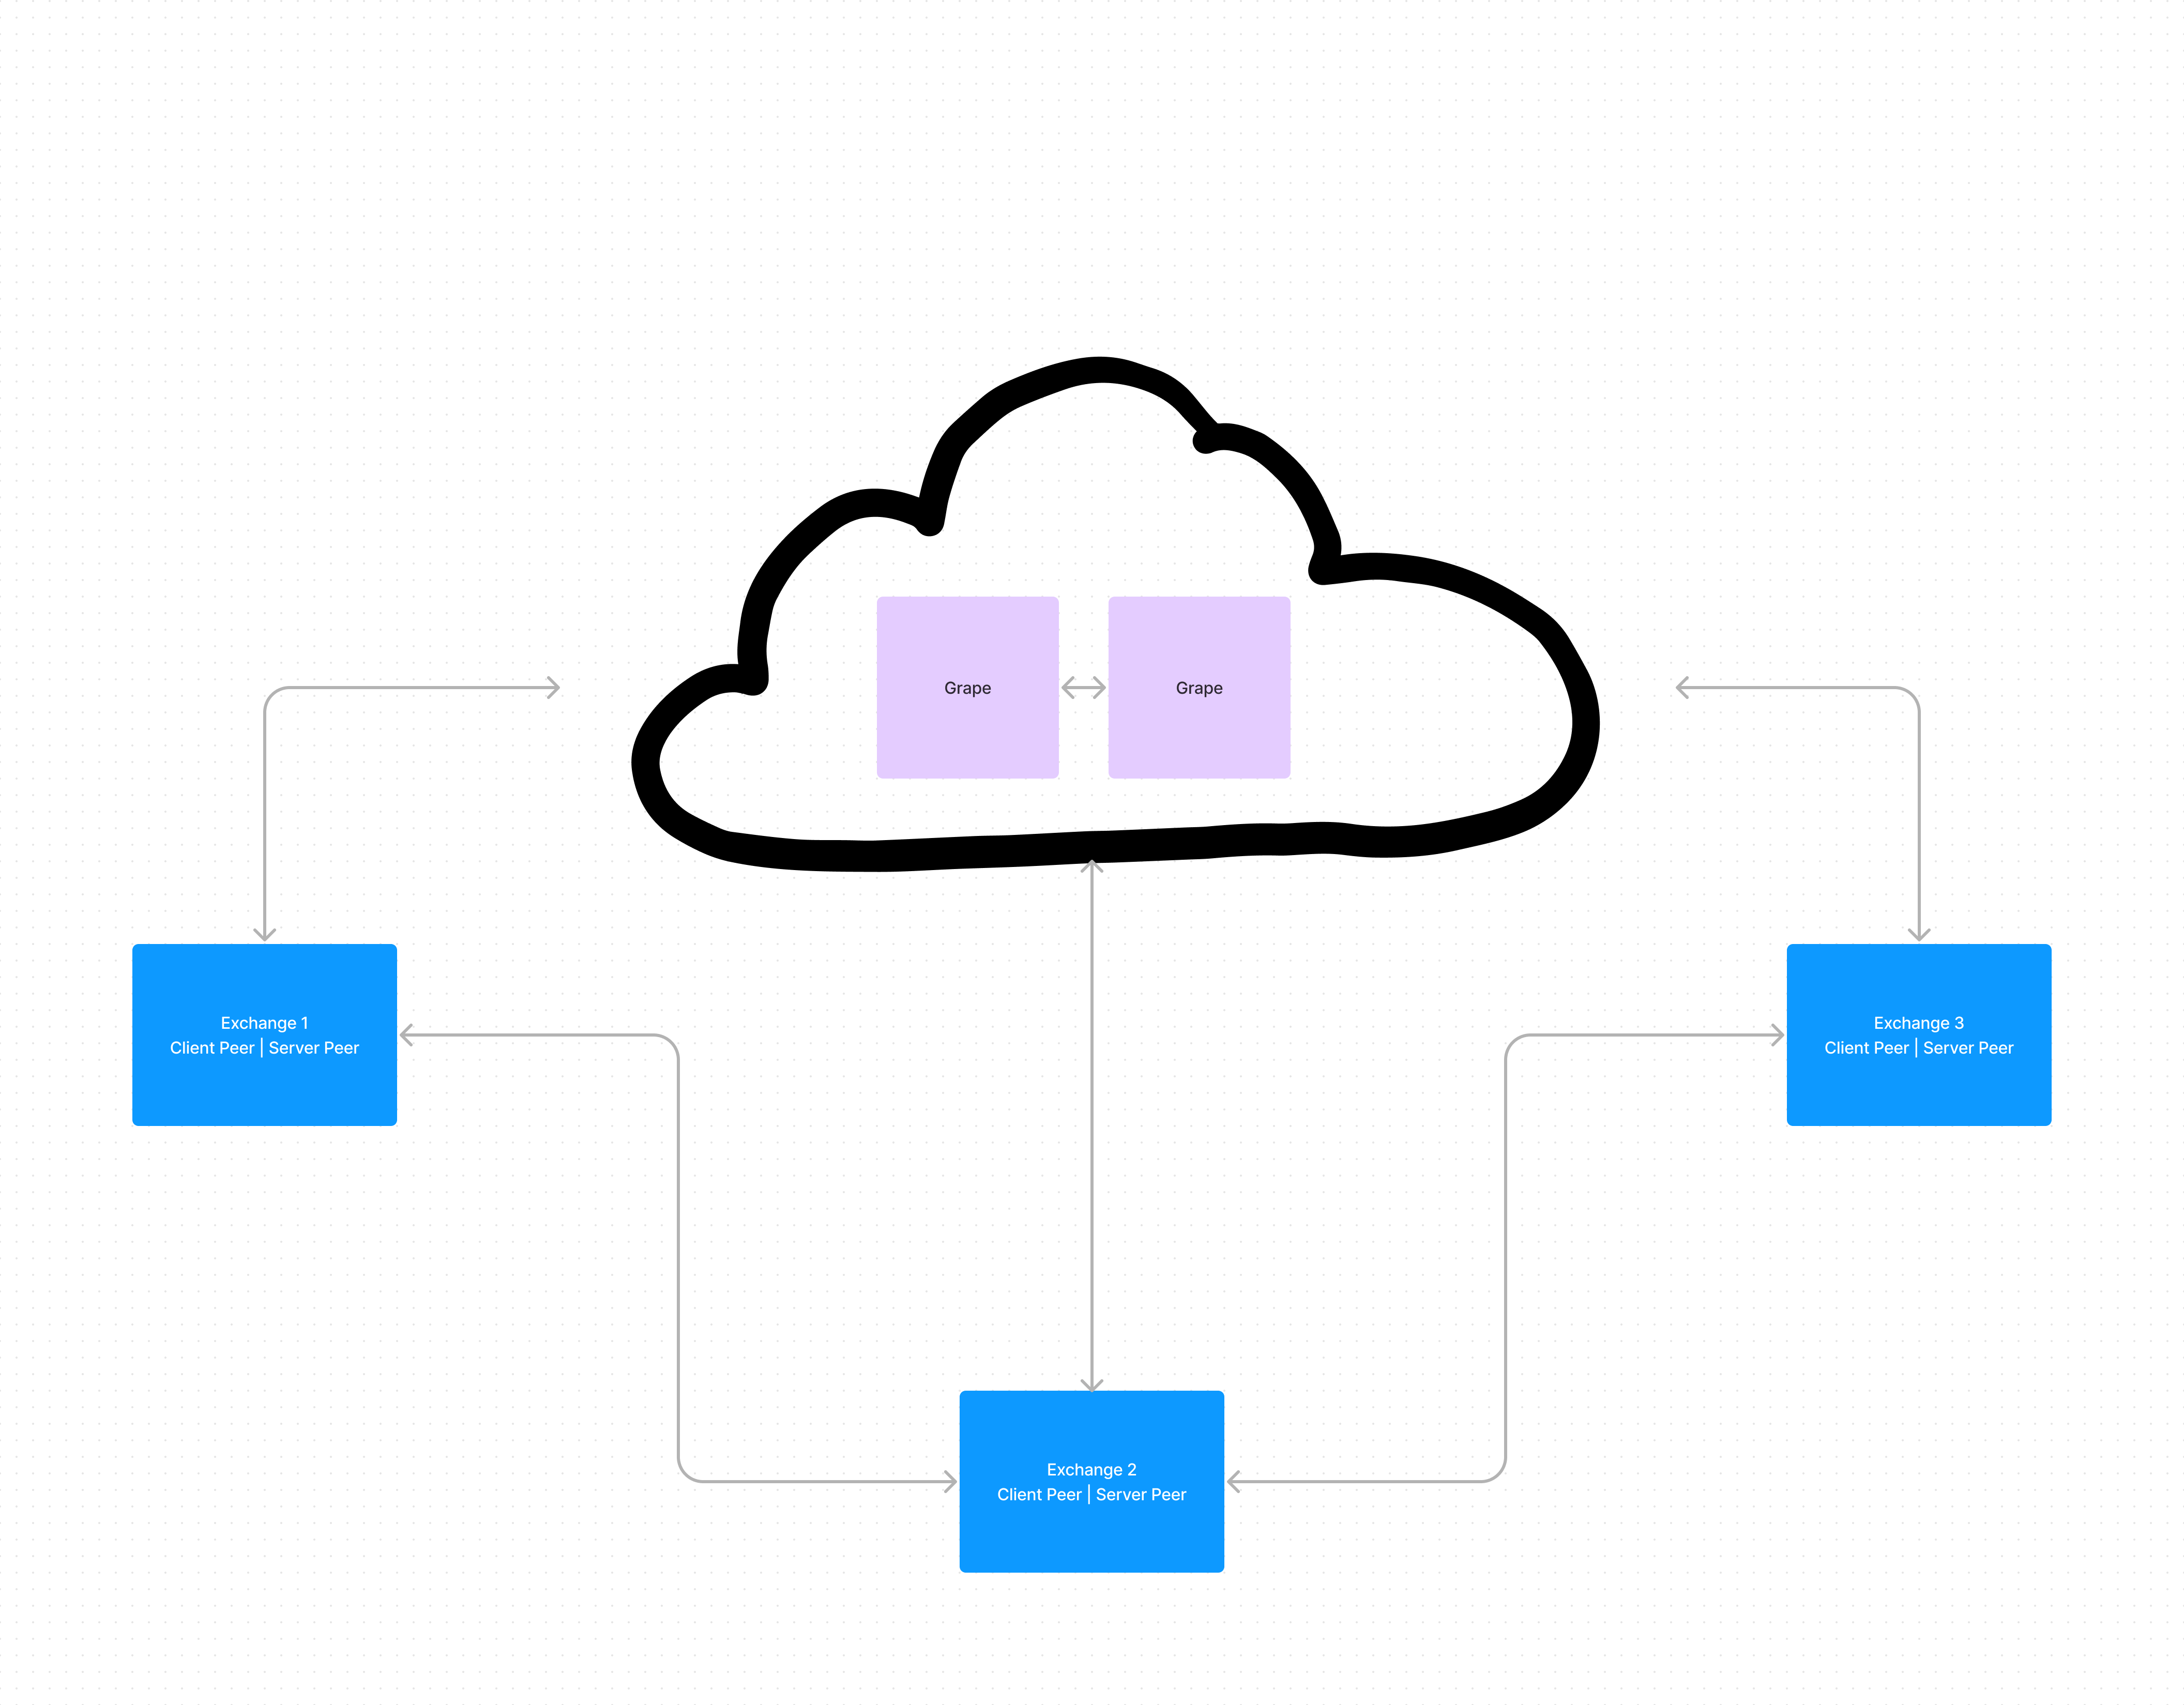 Grape
Grape
Exchange 1
Client Peer | Server Peer
Exchange 3
Client Peer | Server Peer
Exchange 2
Client Peer | Server Peer